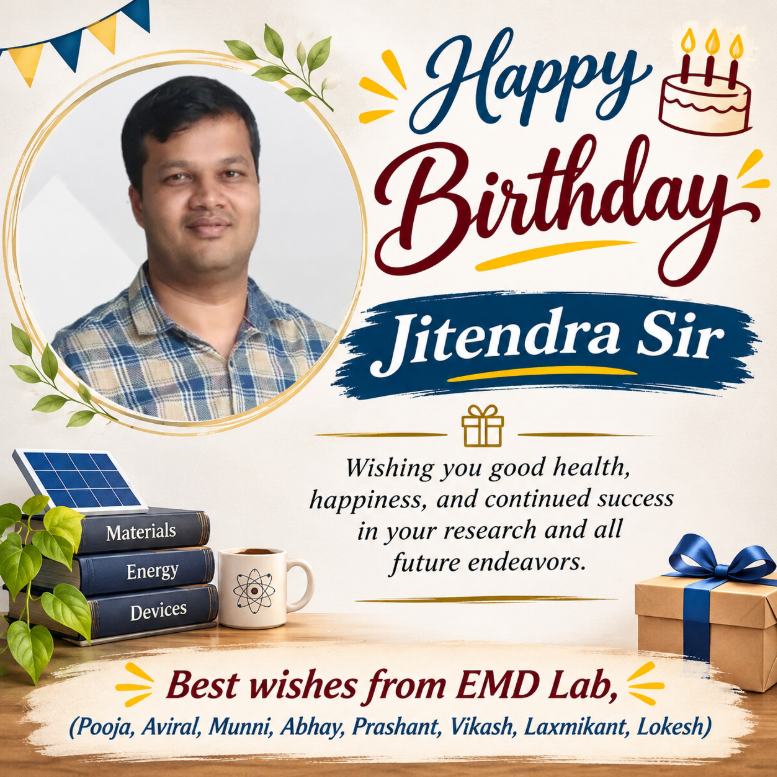 Happy
Birthday
Jitendra Sir
Wishing you good health,
happiness, and continued success
in your research and all
future endeavors.
Materials
Energy
Devices
Best wishes from EMD Lab,
(Pooja, Aviral, Munni, Abhay, Prashant, Vikash, Laxmikant, Lokesh)